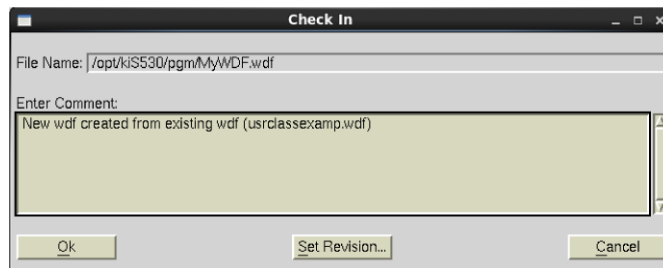 Check In
File Name: /opt/kiS530/pgm/MyWDF.wdf
Enter Comment:
New wdf created from existing wdf (usrclassexamp.wdf)
Ok Set Revision... Cancel